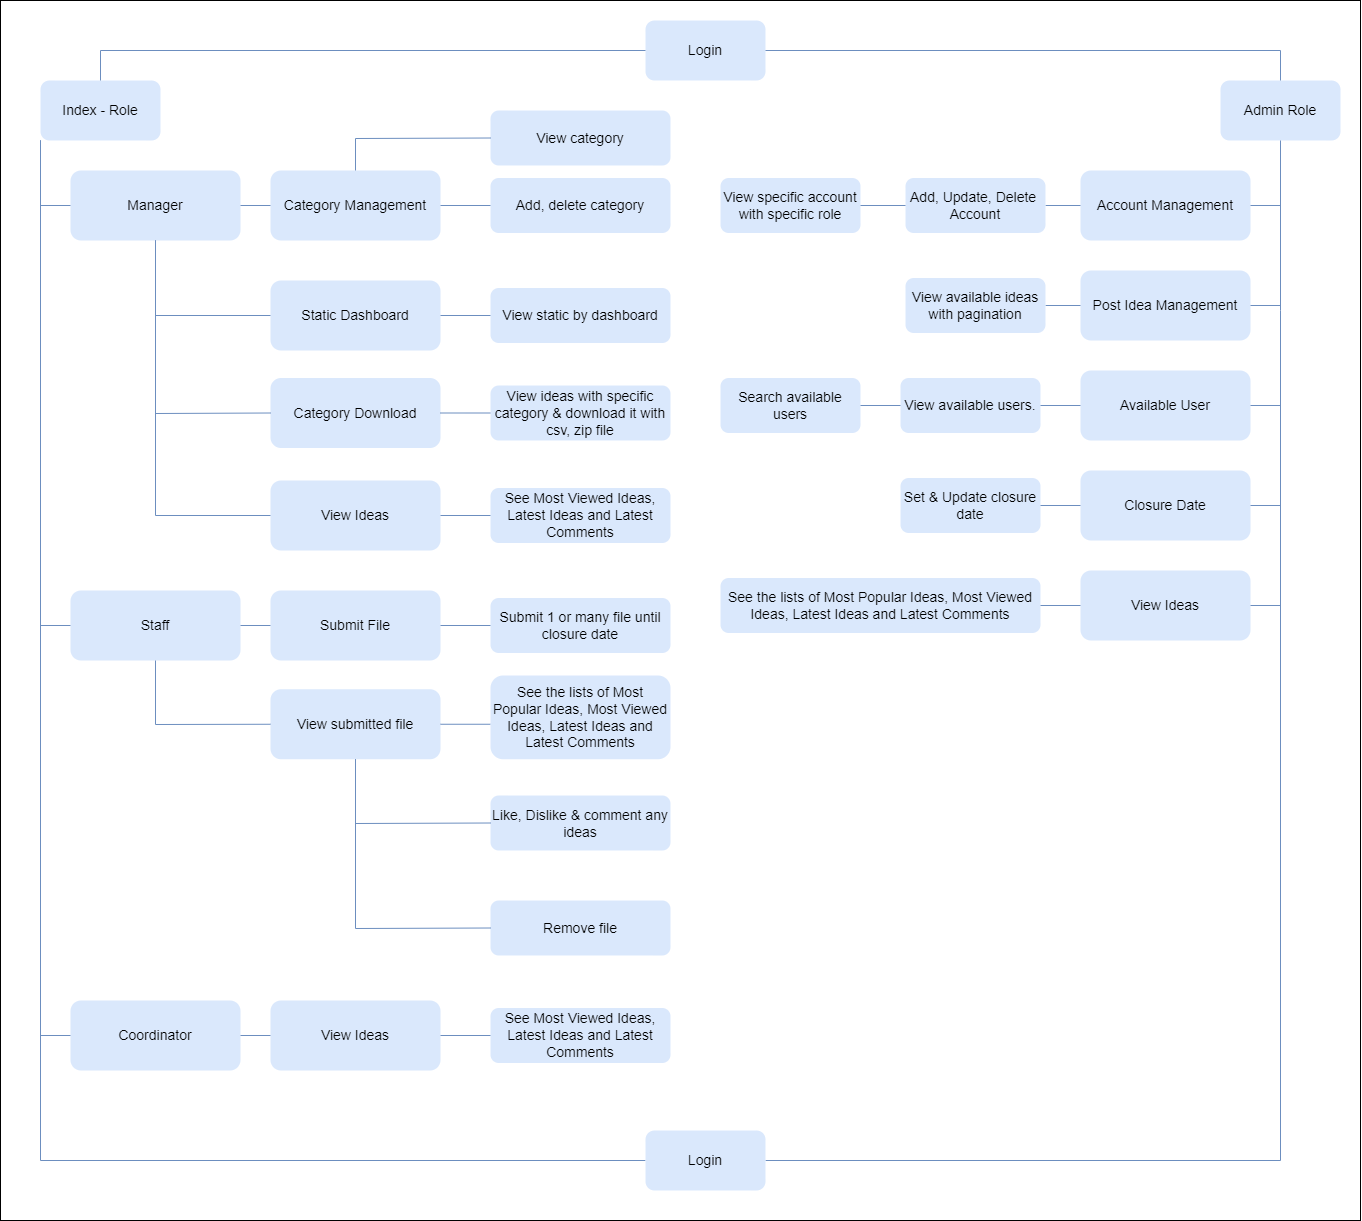 Login
Index - Role
Admin Role
View category
Manager
Category Management
Add, delete category
View specific account
with specific role
Add, Update, Delete
Account
Account Management
Static Dashboard
View static by dashboard
View available ideas
with pagination
Post Idea Management
Category Download
View ideas with specific
category & download it with
csv, zip file
Search available
users
View available users.
Available User
View Ideas
See Most Viewed Ideas,
Latest Ideas and Latest
Comments
Set & Update closure
date
Closure Date
Staff
Submit File
Submit 1 or many file until
closure date
See the lists of Most Popular Ideas, Most Viewed
Ideas, Latest Ideas and Latest Comments
View Ideas
View submitted file
See the lists of Most
Popular Ideas, Most Viewed
Ideas, Latest Ideas and
Latest Comments
Like, Dislike & comment any
ideas
Remove file
Coordinator
View Ideas
See Most Viewed Ideas,
Latest Ideas and Latest
Comments
Login